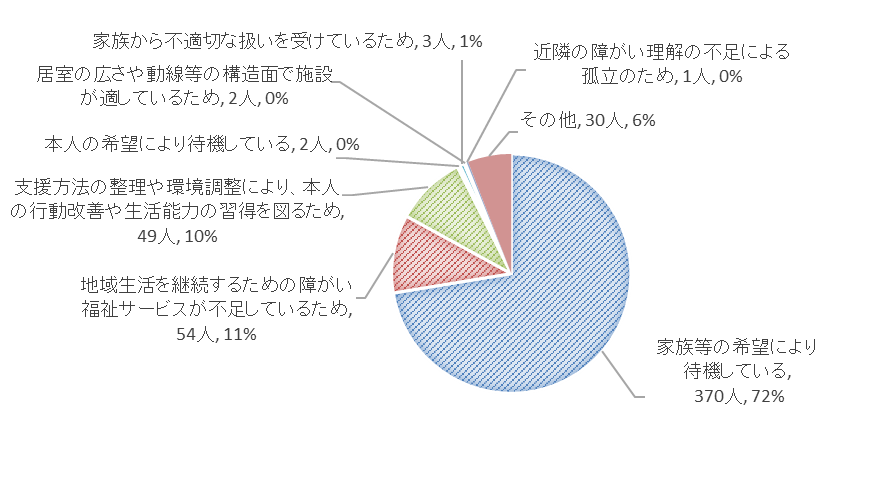 家族から不適切な扱いを受けているため, 3人, 1%
近隣の障がい理解の不足による
孤立のため, 1人, 0%
居室の広さや動線等の構造面で施設
が適しているため, 2人, 0%
その他, 30人, 6%
本人の希望により待機している, 2人, 0%
支援方法の整理や環境調整により、本人
の行動改善や生活能力の習得を図るため,
49人, 10%
地域生活を継続するための障がい
福祉サービスが不足しているため,
54人, 11%
家族等の希望により
待機している,
370人, 72%